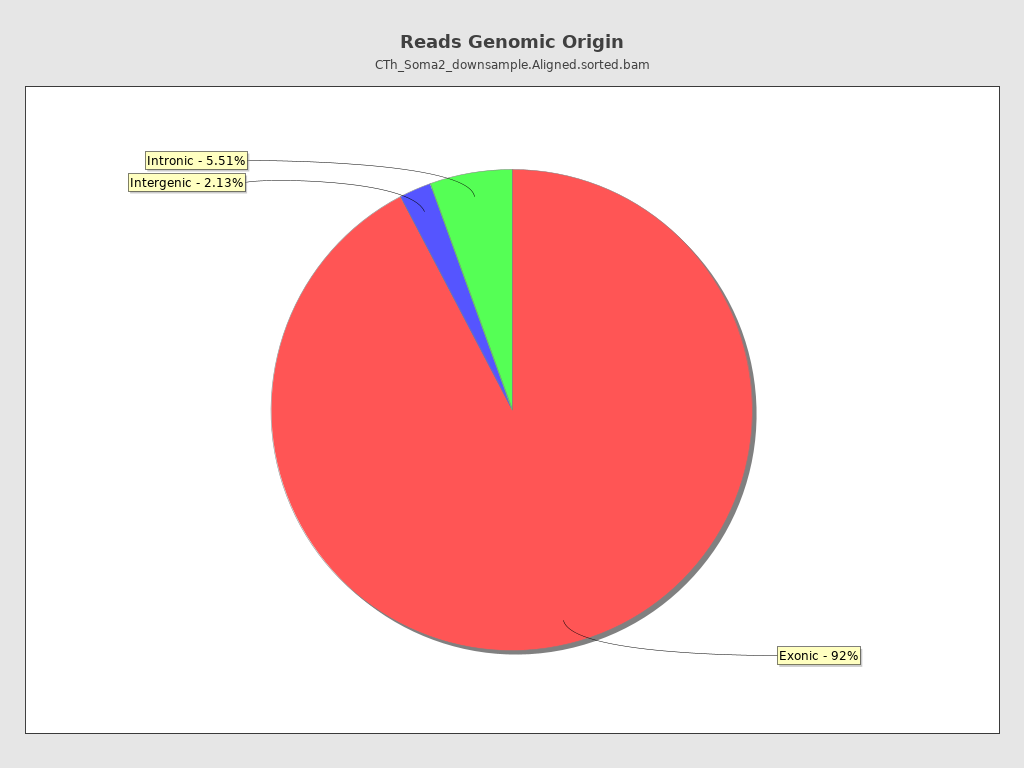 Reads Genomic Origin
CTh_Soma2_downsample.Aligned.sorted.bam
Intronic - 5.51%
Intergenic - 2.13%
Exonic - 92%